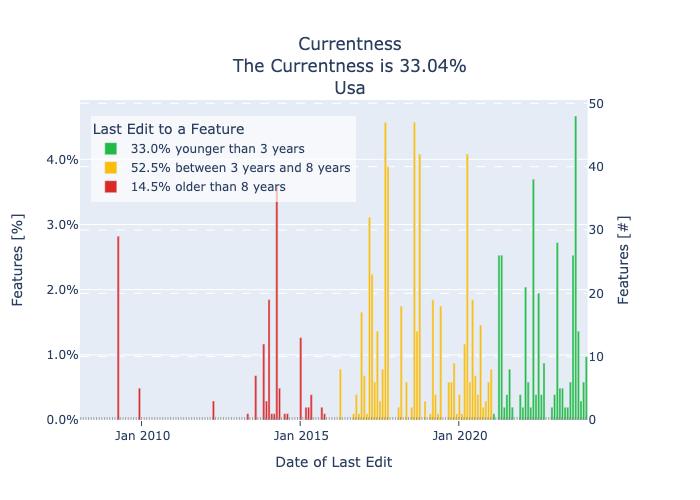 Currentness
The Currentness is 33.04%
Usa
Last Edit to a Feature
33.0% younger than 3 years
52.5% between 3 years and 8 years
14.5% older than 8 years
4.0%
3.0%
2.0%
1.0%
0.0%
Features [%]
50
40
30
20
10
0
Features [#]
Jan 2010
Jan 2015
Jan 2020
Date of Last Edit